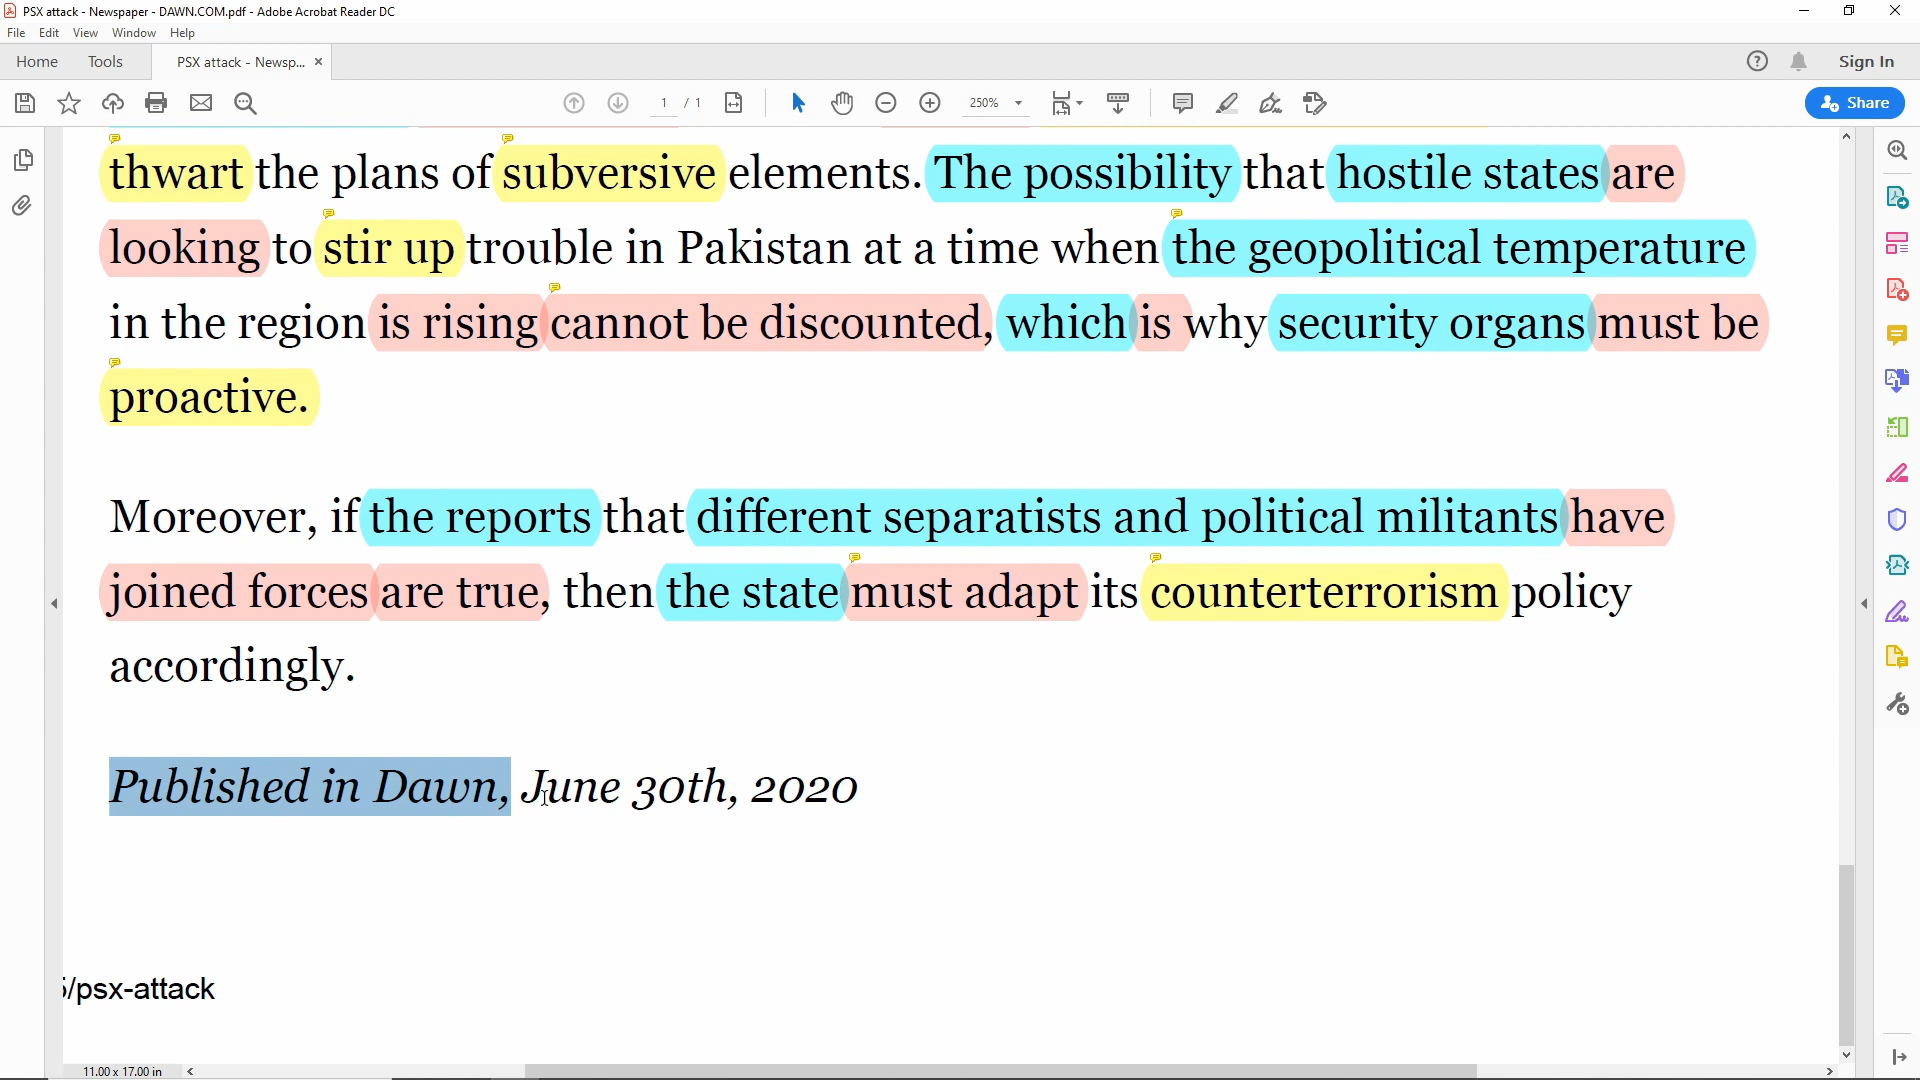 PSX attack - Newspaper - DAWN.COM.pdf - Adobe Acrobat Reader DC
File Edit View Window Help
Home Tools PSX attack - Newsp... × Sign In
1 / 1 250% Share
thwart the plans of subversive elements. The possibility that hostile states are
looking to stir up trouble in Pakistan at a time when the geopolitical temperature
in the region is rising cannot be discounted, which is why security organs must be
proactive.
Moreover, if the reports that different separatists and political militants have
joined forces are true, then the state must adapt its counterterrorism policy
accordingly.
Published in Dawn, June 30th, 2020
/psx-attack
11.00 x 17.00 in